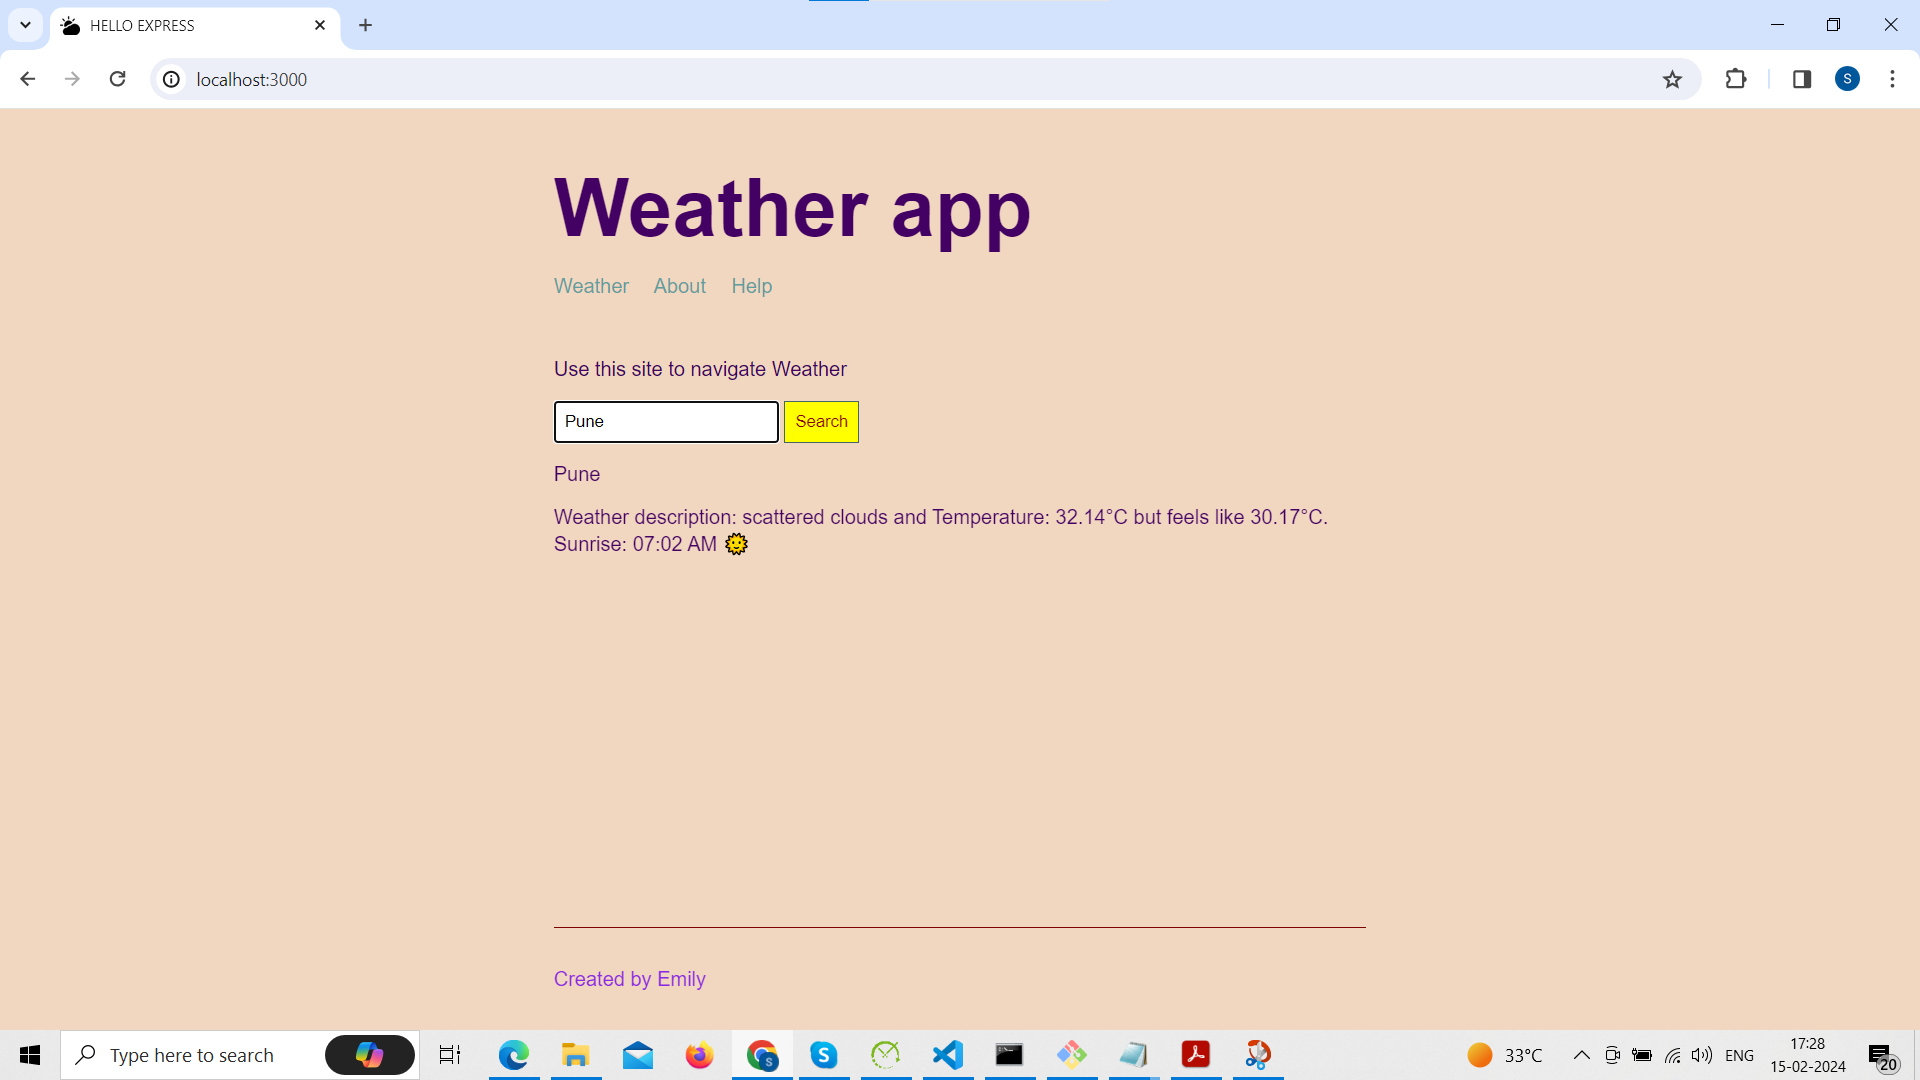 HELLO EXPRESS
localhost:3000
S
Weather app
Weather About Help
Use this site to navigate Weather
Pune
Search
Pune
Weather description: scattered clouds and Temperature: 32.14°C but feels like 30.17°C.
Sunrise: 07:02 AM 🌞
Created by Emily
Type here to search
S
S
33°C
ENG
17:28
15-02-2024
20